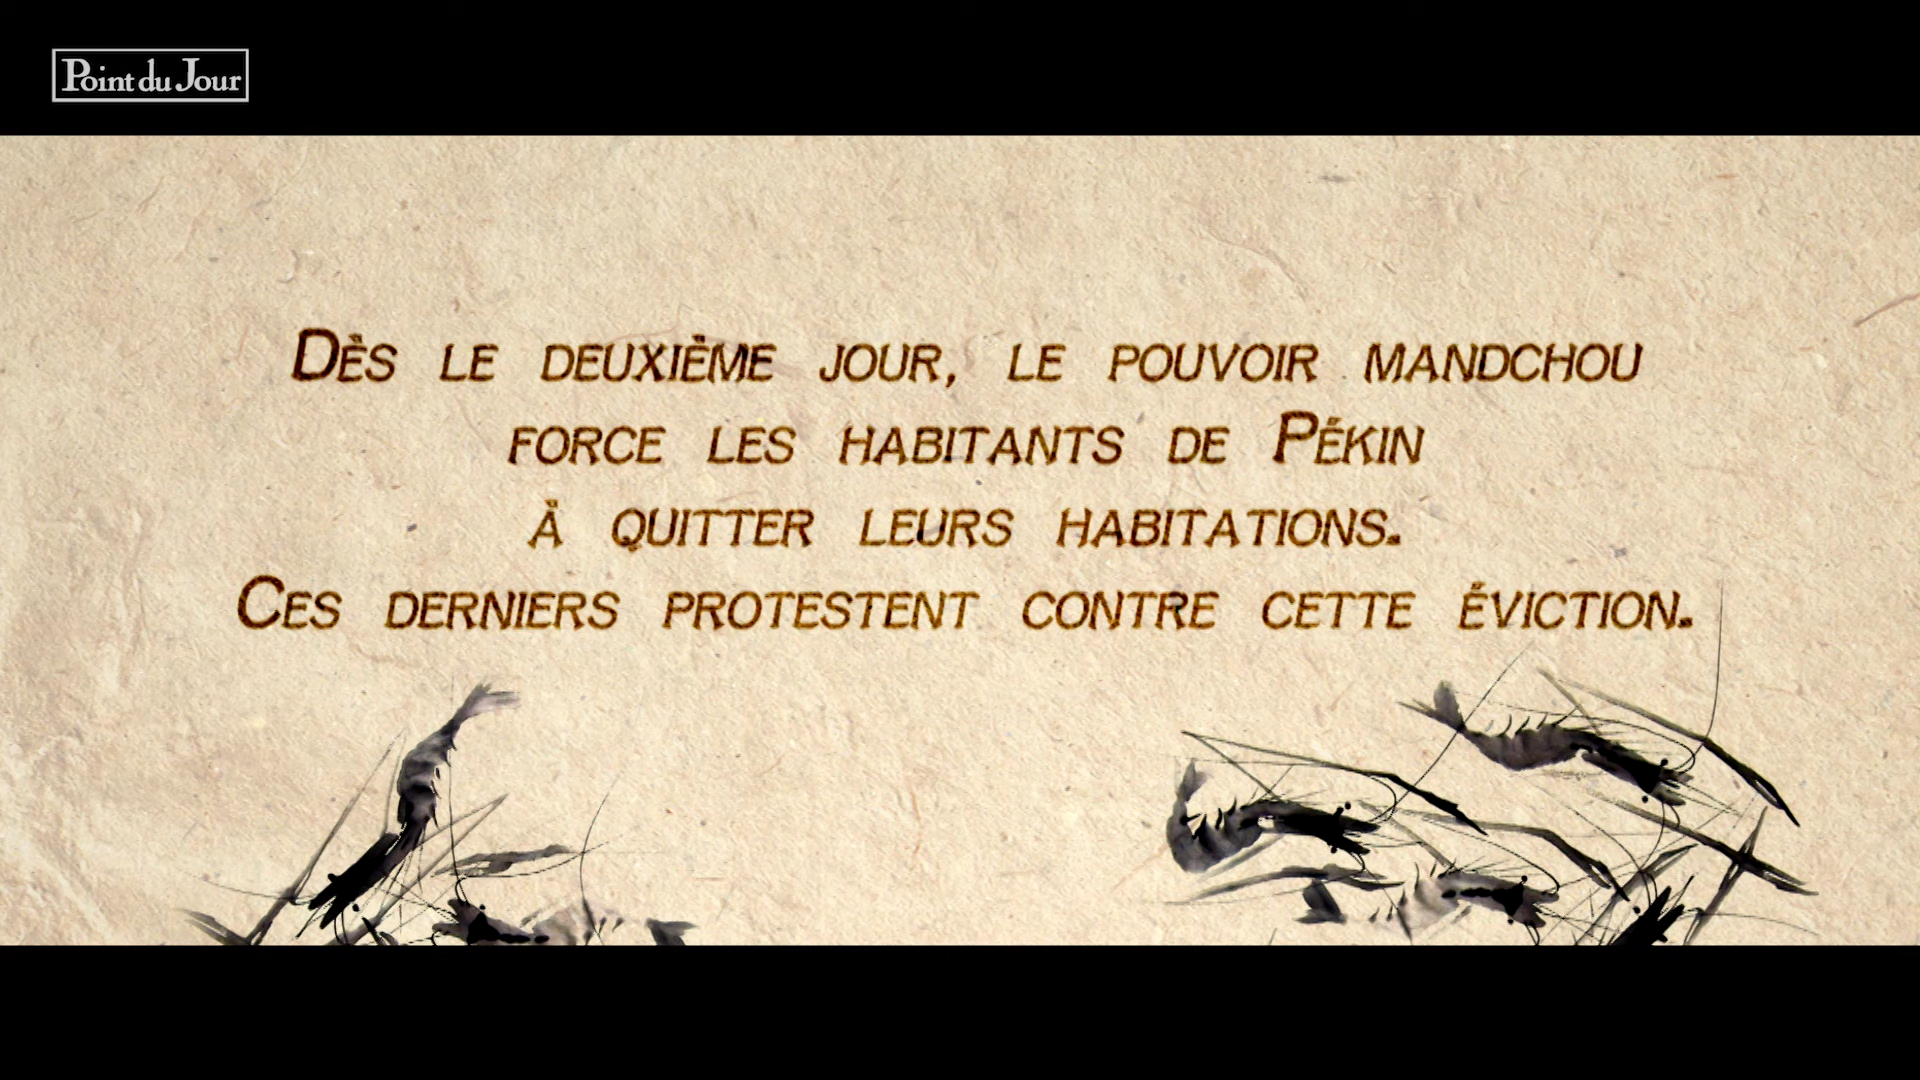 Point du Jour
Dès le deuxième jour, le pouvoir mandchou
force les habitants de Pékin
à quitter leurs habitations.
Ces derniers protestent contre cette éviction.